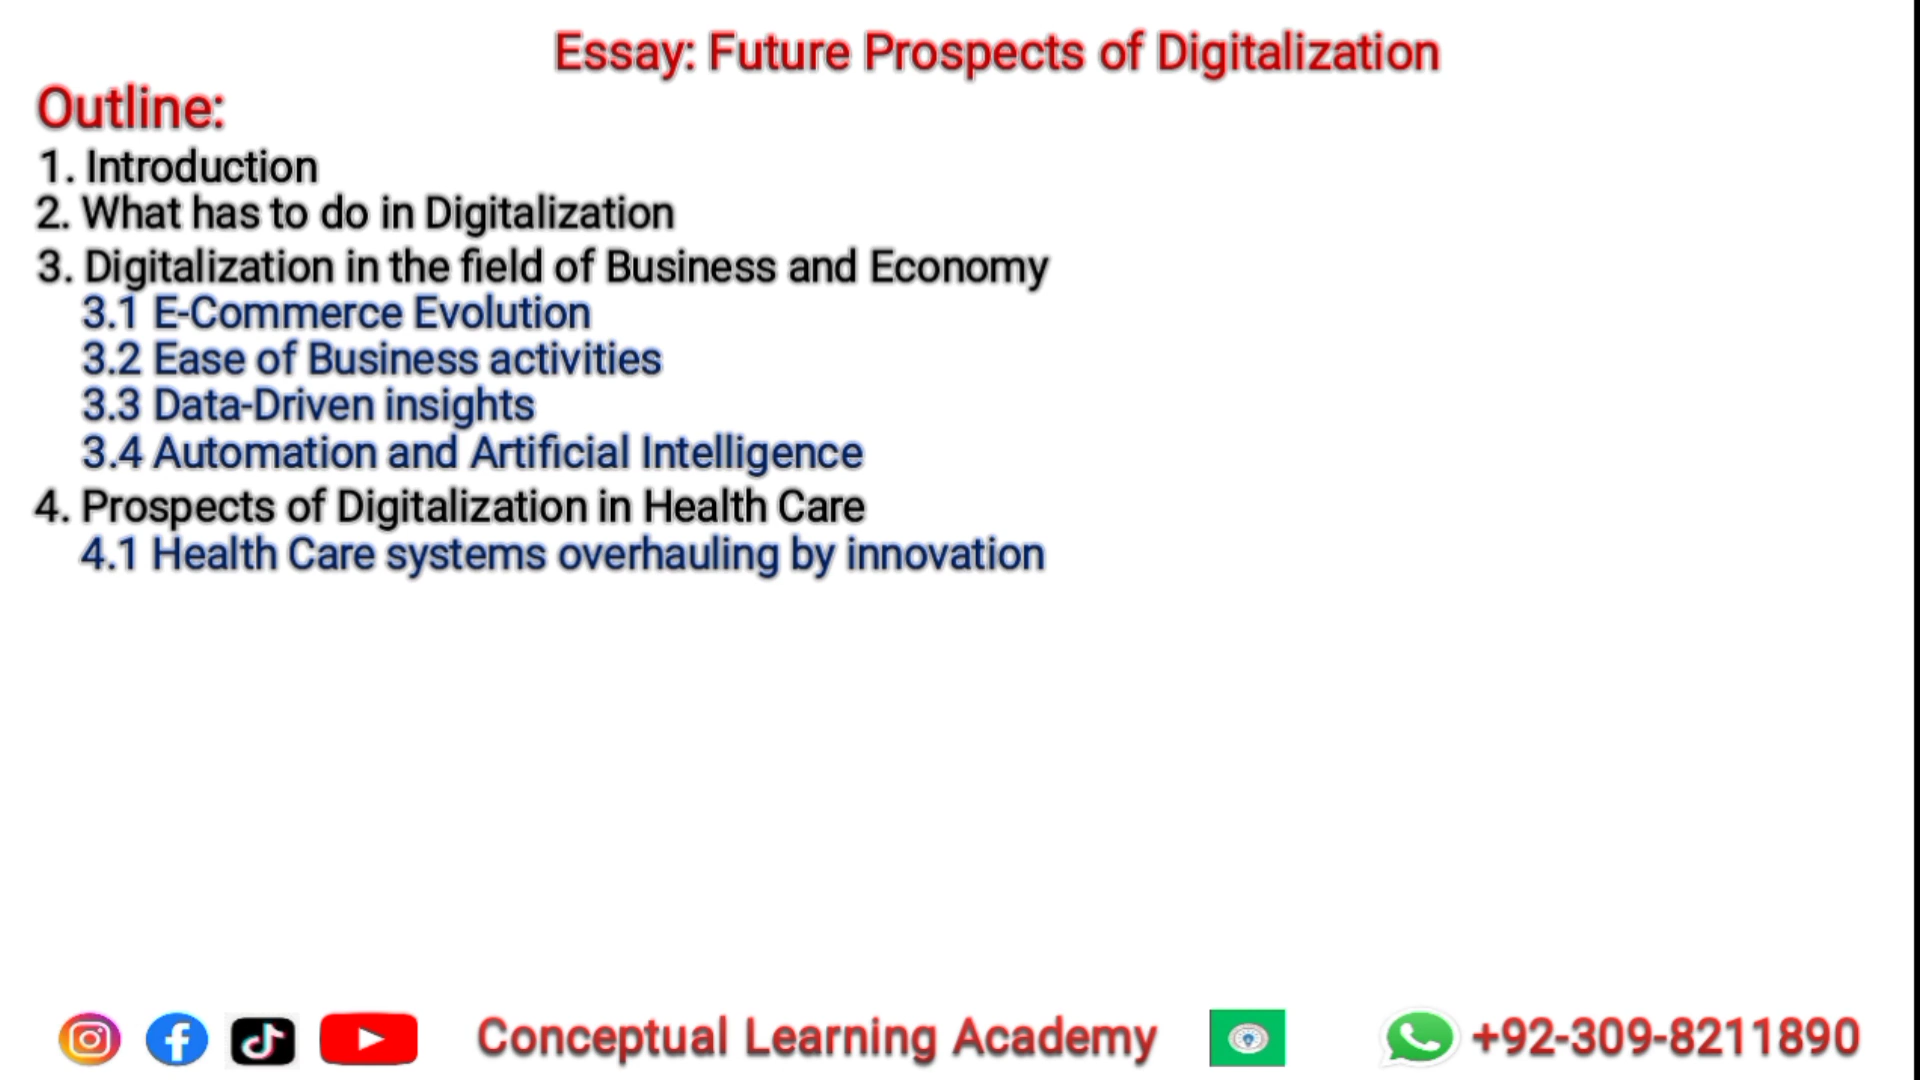 Essay: Future Prospects of Digitalization
Outline:
1. Introduction
2. What has to do in Digitalization
3. Digitalization in the field of Business and Economy
3.1 E-Commerce Evolution
3.2 Ease of Business activities
3.3 Data-Driven insights
3.4 Automation and Artificial Intelligence
4. Prospects of Digitalization in Health Care
4.1 Health Care systems overhauling by innovation
Conceptual Learning Academy +92-309-8211890